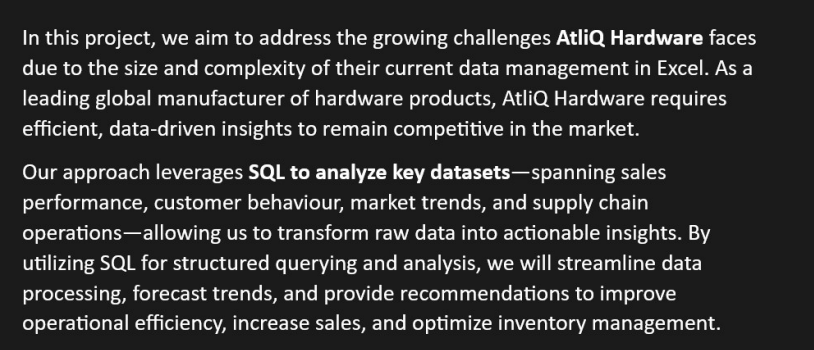 In this project, we aim to address the growing challenges AtliQ Hardware faces
due to the size and complexity of their current data management in Excel. As a
leading global manufacturer of hardware products, AtliQ Hardware requires
efficient, data-driven insights to remain competitive in the market.
Our approach leverages SQL to analyze key datasets—spanning sales
performance, customer behaviour, market trends, and supply chain
operations—allowing us to transform raw data into actionable insights. By
utilizing SQL for structured querying and analysis, we will streamline data
processing, forecast trends, and provide recommendations to improve
operational efficiency, increase sales, and optimize inventory management.